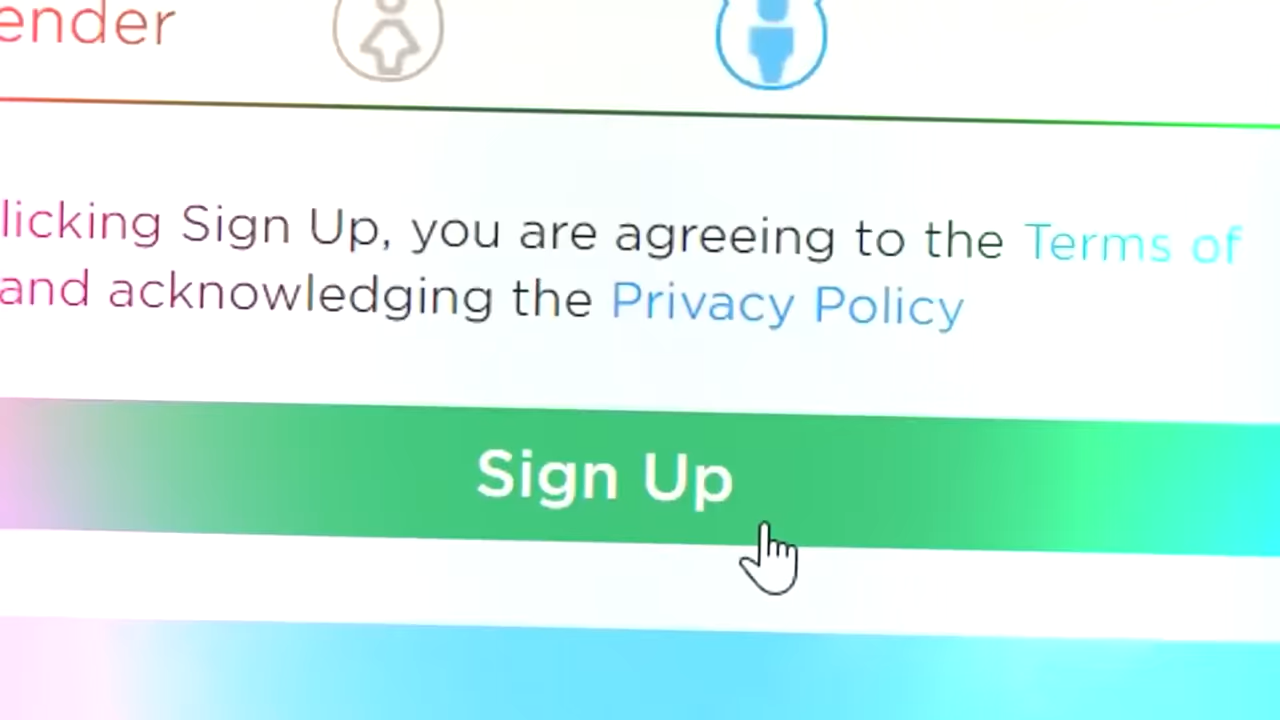 ender
licking Sign Up, you are agreeing to the Terms of
and acknowledging the Privacy Policy
Sign Up